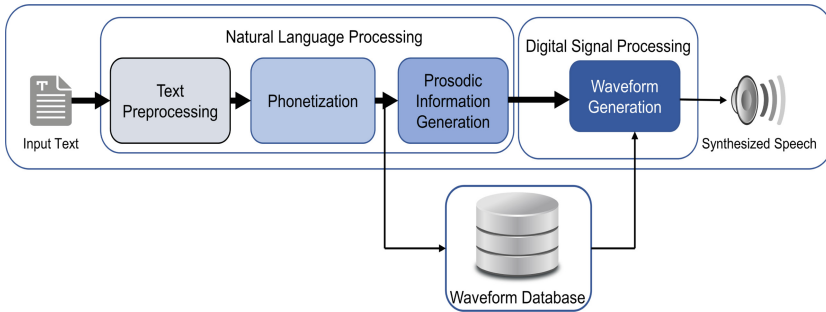 Natural Language Processing
Digital Signal Processing
T
Text
Preprocessing
Phonetization
Prosodic
Information
Generation
Waveform
Generation
Input Text
Synthesized Speech
Waveform Database